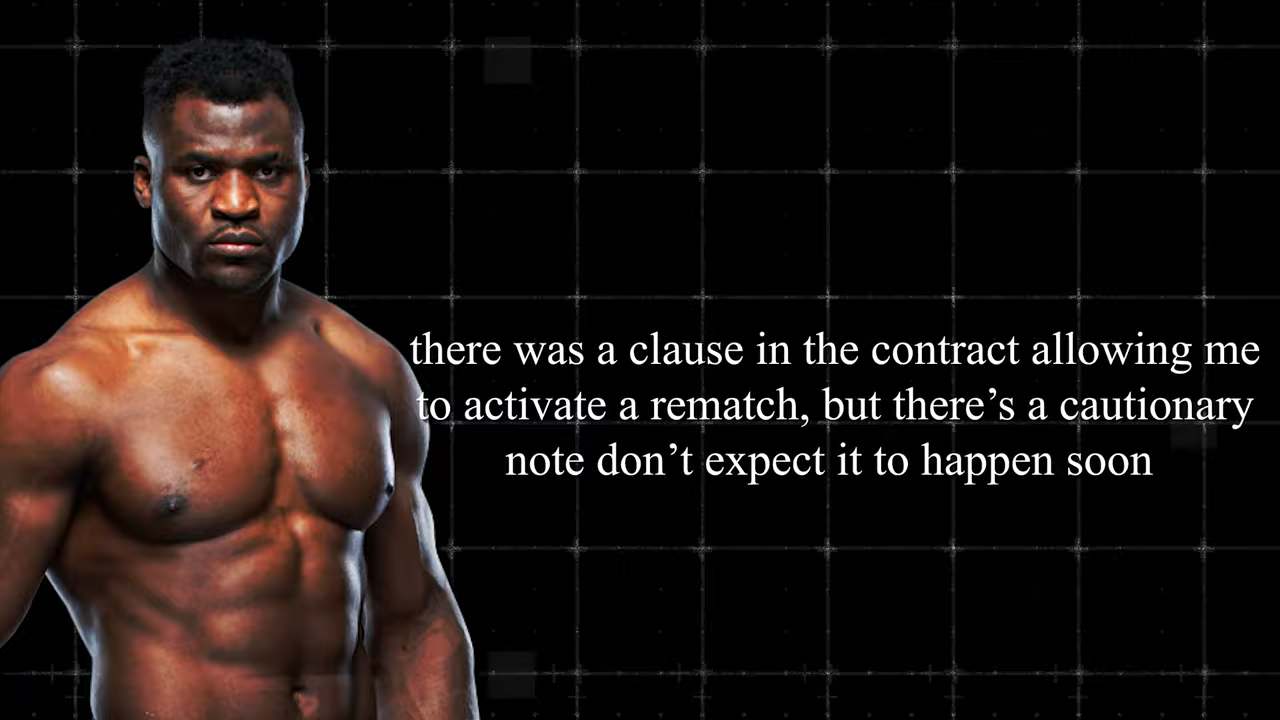 there was a clause in the contract allowing me
to activate a rematch, but there’s a cautionary
note don’t expect it to happen soon